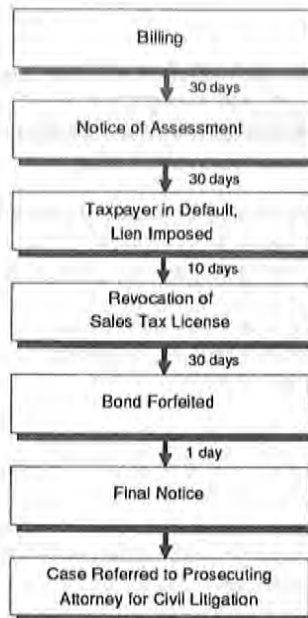 Billing
30 days
Notice of Assessment
30 days
Taxpayer in Default,
Lien Imposed
10 days
Revocation of
Sales Tax License
30 days
Bond Forfeited
1 day
Final Notice
Case Referred to Prosecuting
Attorney for Civil Litigation